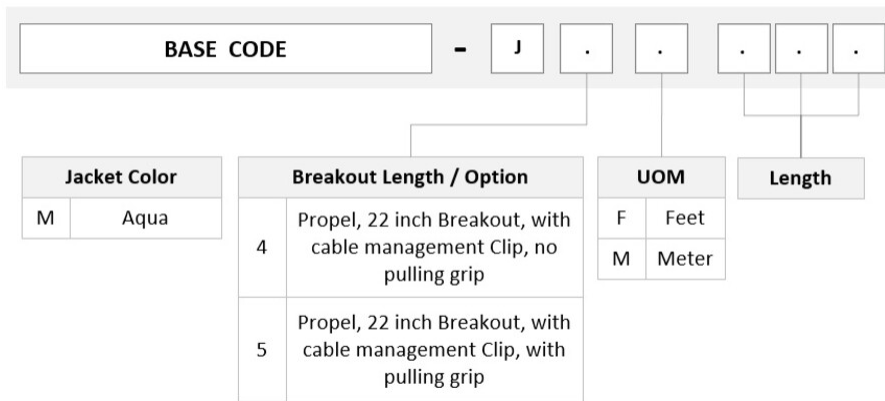 BASE CODE - J . . . . .
Jacket Color
M Aqua
Breakout Length / Option
4 Propel, 22 inch Breakout, with
cable management Clip, no
pulling grip
5 Propel, 22 inch Breakout, with
cable management Clip, with
pulling grip
UOM
F Feet
M Meter
Length